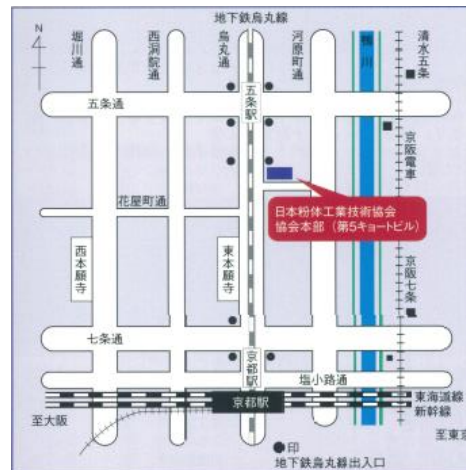 地下鉄烏丸線
N
堀川通
西洞院通
烏丸通
河原町通
鴨川
清水五条
五条通
五条駅
京阪電車
花屋町通
日本粉体工業技術協会
協会本部（第5キョートビル）
西本願寺
東本願寺
京阪七条
七条通
京都駅
塩小路通
京都駅
東海道線
新幹線
至大阪
至東京
●印
地下鉄烏丸線出入口